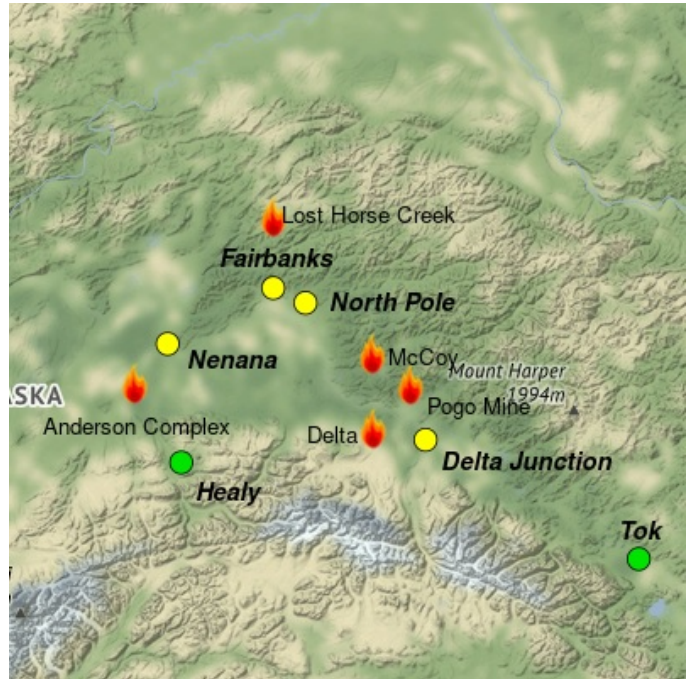 Lost Horse Creek
Fairbanks
North Pole
Nenana
McCoy
Mount Harper
1994m
ASKA
Pogo Mine
Anderson Complex
Delta
Delta Junction
Healy
Tok